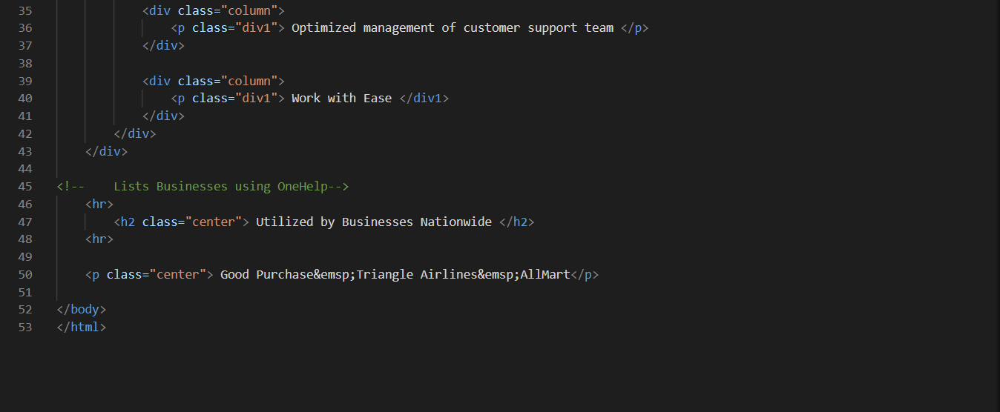 35            <div class="column">
36                <p class="div1"> Optimized management of customer support team </p>
37            </div>
38
39            <div class="column">
40                <p class="div1"> Work with Ease </div1>
41            </div>
42        </div>
43    </div>
44
45 <!--    Lists Businesses using OneHelp-->
46    <hr>
47        <h2 class="center"> Utilized by Businesses Nationwide </h2>
48    <hr>
49
50    <p class="center"> Good Purchase&emsp;Triangle Airlines&emsp;AllMart</p>
51
52 </body>
53 </html>